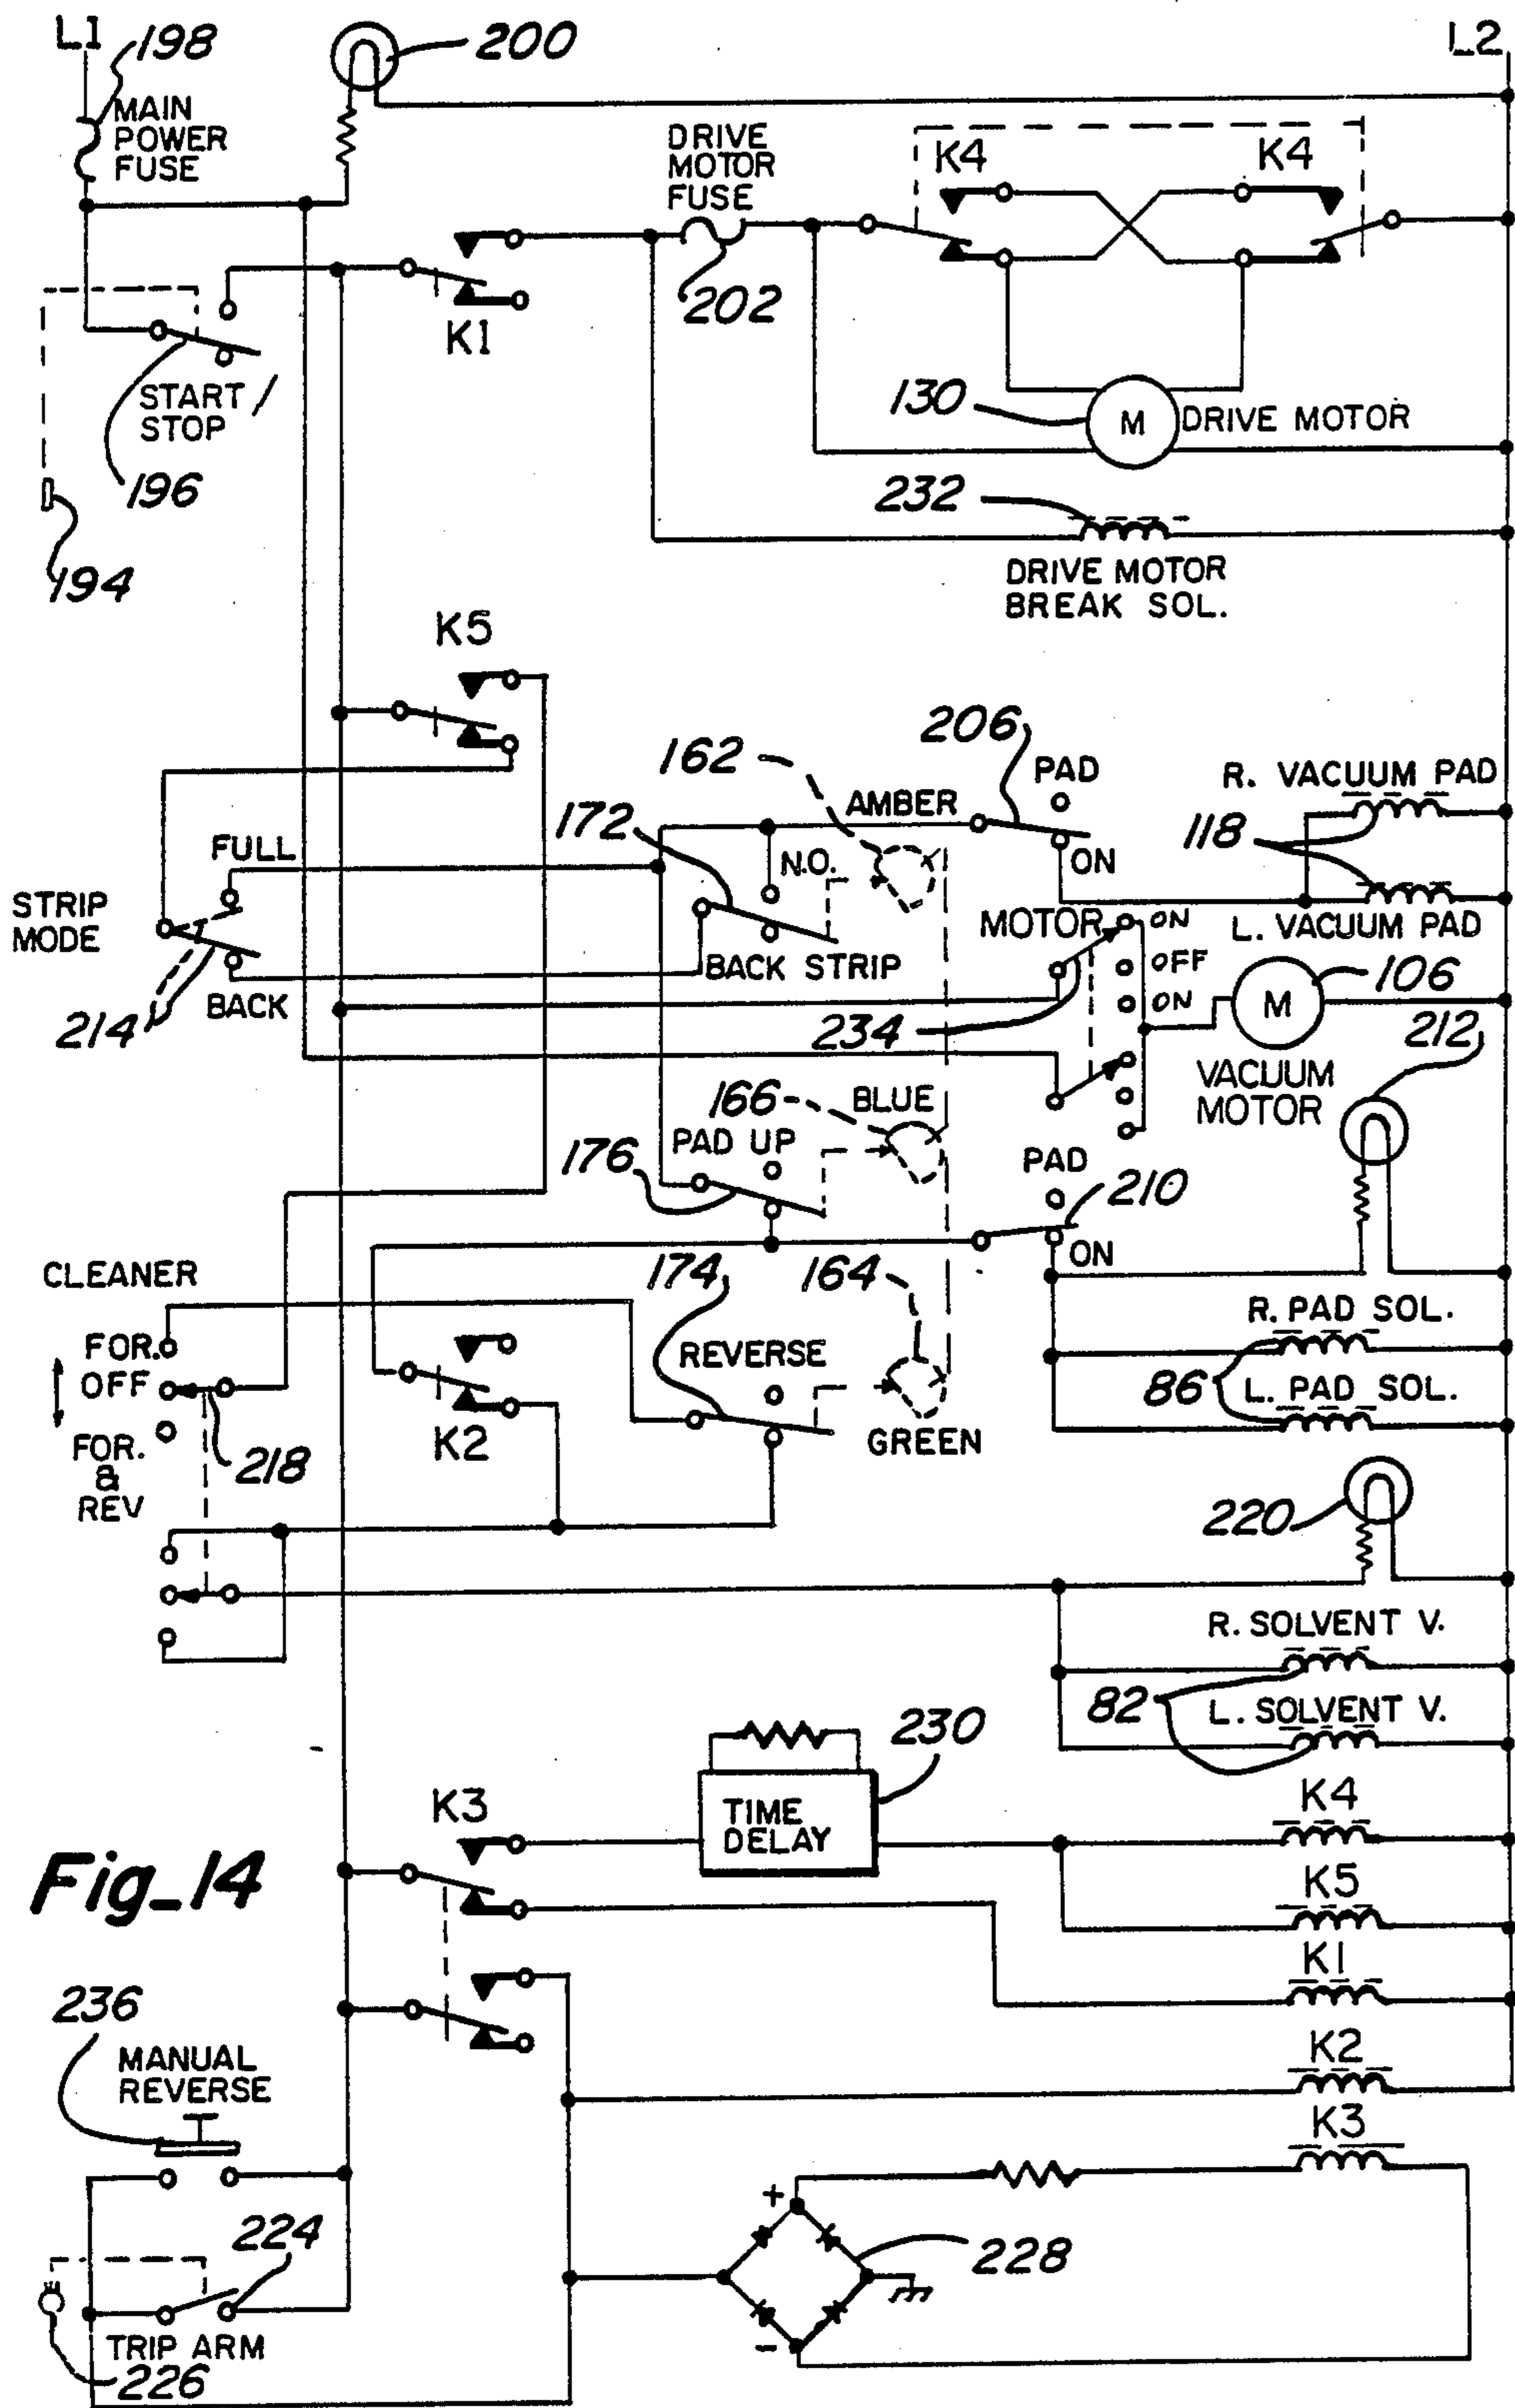 L1
198
200
L2
MAIN
POWER
FUSE
DRIVE
MOTOR
FUSE
K4
K4
202
K1
START /
STOP
196
194
130
M
DRIVE MOTOR
232
DRIVE MOTOR
BREAK SOL.
K5
206
PAD
162
AMBER
R. VACUUM PAD
172
118
FULL
N.O.
ON
STRIP
MODE
MOTOR
ON
L. VACUUM PAD
BACK STRIP
OFF
106
BACK
ON
M
214
234
212
VACUUM
MOTOR
166
BLUE
PAD UP
PAD
176
210
ON
CLEANER
174
164
R. PAD SOL.
FOR.
OFF
REVERSE
86
L. PAD SOL.
K2
GREEN
FOR.
&
REV
218
220
R. SOLVENT V.
82
L. SOLVENT V.
230
K3
TIME
DELAY
K4
Fig_14
K5
K1
236
MANUAL
REVERSE
K2
K3
+
224
228
TRIP ARM
-
226